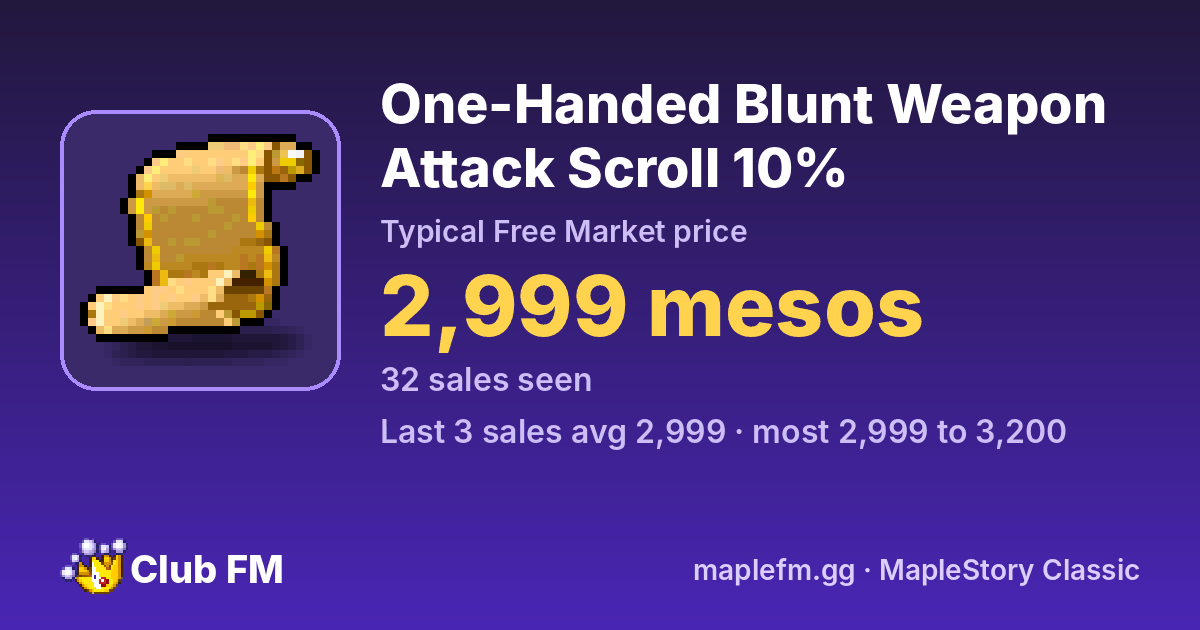 One-Handed Blunt Weapon
Attack Scroll 10%
Typical Free Market price
2,999 mesos
32 sales seen
Last 3 sales avg 2,999 · most 2,999 to 3,200
Club FM
maplefm.gg · MapleStory Classic